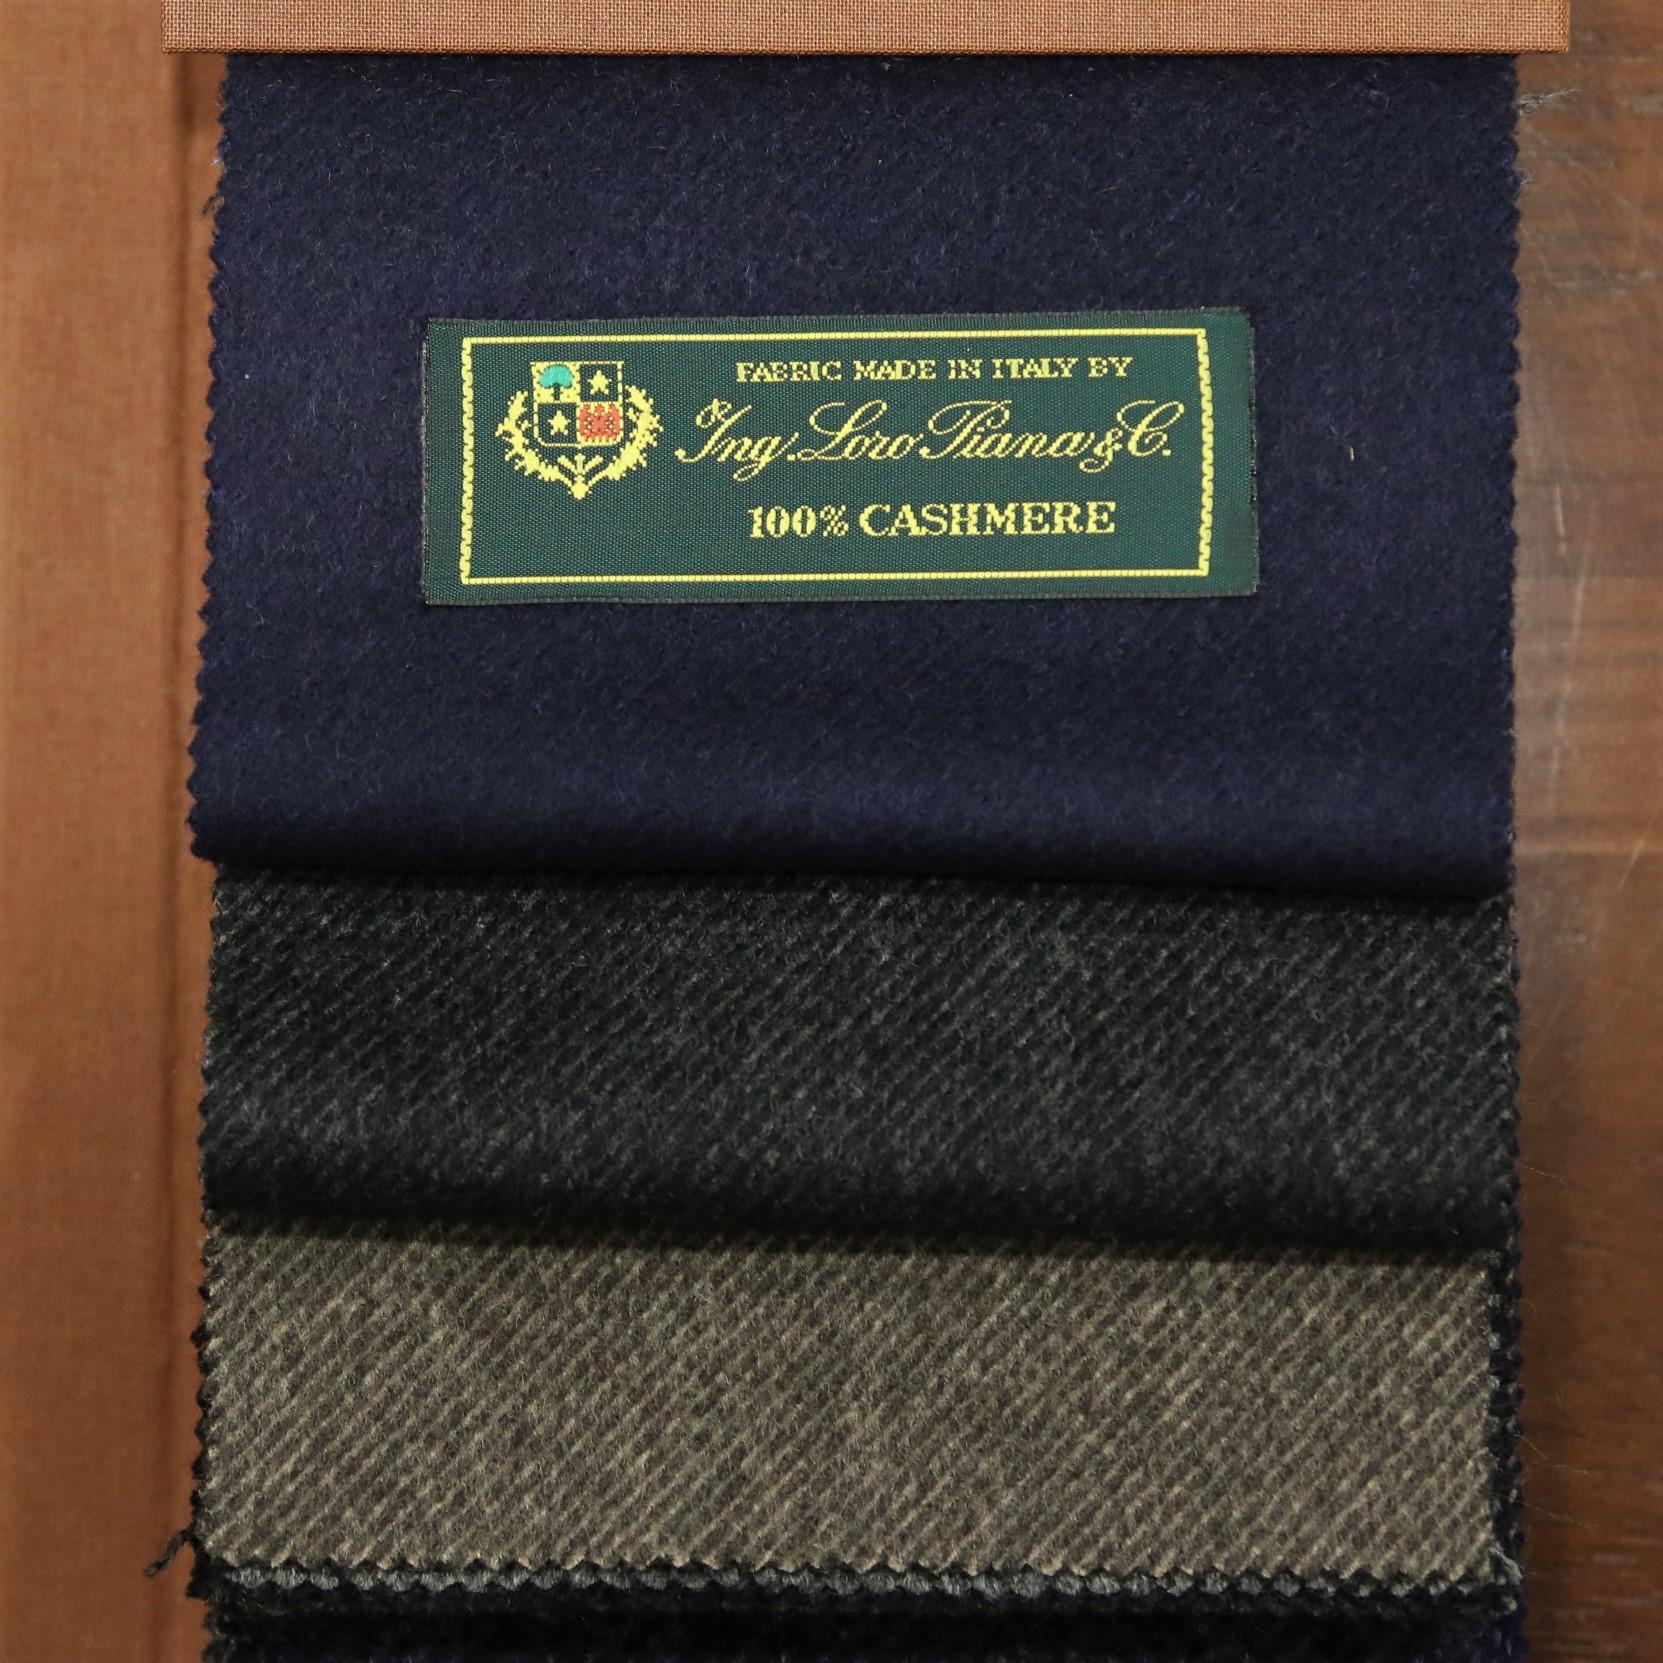 FABRIC MADE IN ITALY BY
Ing. Loro Piana & C.
100% CASHMERE